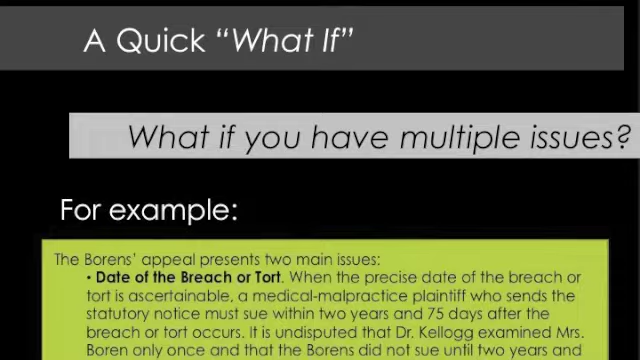 A Quick “What If”
What if you have multiple issues?
For example:
The Borens’ appeal presents two main issues:
• Date of the Breach or Tort. When the precise date of the breach or
tort is ascertainable, a medical-malpractice plaintiff who sends the
statutory notice must sue within two years and 75 days after the
breach or tort occurs. It is undisputed that Dr. Kellogg examined Mrs.
Boren only once and that the Borens did not sue until two years and